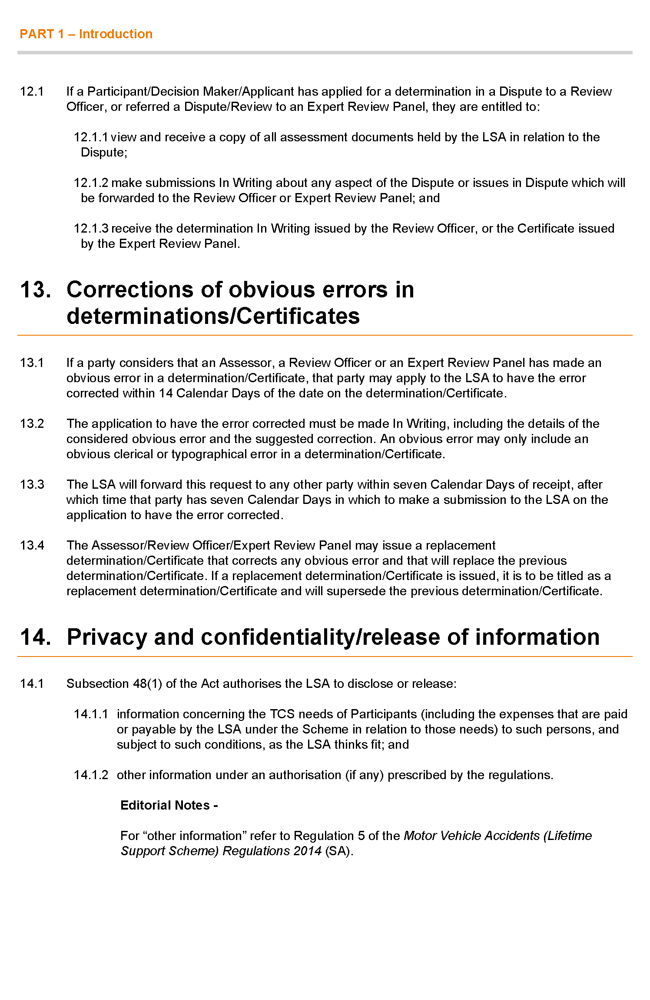 PART 1 – Introduction
12.1 If a Participant/Decision Maker/Applicant has applied for a determination in a Dispute to a Review
Officer, or referred a Dispute/Review to an Expert Review Panel, they are entitled to:
12.1.1 view and receive a copy of all assessment documents held by the LSA in relation to the
Dispute;
12.1.2 make submissions In Writing about any aspect of the Dispute or issues in Dispute which will
be forwarded to the Review Officer or Expert Review Panel; and
12.1.3 receive the determination In Writing issued by the Review Officer, or the Certificate issued
by the Expert Review Panel.
13. Corrections of obvious errors in
determinations/Certificates
13.1 If a party considers that an Assessor, a Review Officer or an Expert Review Panel has made an
obvious error in a determination/Certificate, that party may apply to the LSA to have the error
corrected within 14 Calendar Days of the date on the determination/Certificate.
13.2 The application to have the error corrected must be made In Writing, including the details of the
considered obvious error and the suggested correction. An obvious error may only include an
obvious clerical or typographical error in a determination/Certificate.
13.3 The LSA will forward this request to any other party within seven Calendar Days of receipt, after
which time that party has seven Calendar Days in which to make a submission to the LSA on the
application to have the error corrected.
13.4 The Assessor/Review Officer/Expert Review Panel may issue a replacement
determination/Certificate that corrects any obvious error and that will replace the previous
determination/Certificate. If a replacement determination/Certificate is issued, it is to be titled as a
replacement determination/Certificate and will supersede the previous determination/Certificate.
14. Privacy and confidentiality/release of information
14.1 Subsection 48(1) of the Act authorises the LSA to disclose or release:
14.1.1 information concerning the TCS needs of Participants (including the expenses that are paid
or payable by the LSA under the Scheme in relation to those needs) to such persons, and
subject to such conditions, as the LSA thinks fit; and
14.1.2 other information under an authorisation (if any) prescribed by the regulations.
Editorial Notes -
For “other information” refer to Regulation 5 of the Motor Vehicle Accidents (Lifetime
Support Scheme) Regulations 2014 (SA).